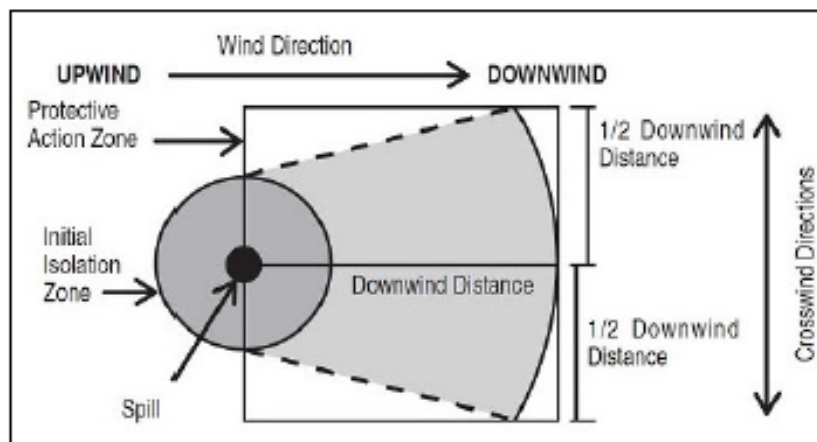 Wind Direction
UPWIND
DOWNWIND
Protective
Action Zone
1/2 Downwind
Distance
Initial
Isolation
Zone
Downwind Distance
1/2 Downwind
Distance
Spill
Crosswind Directions